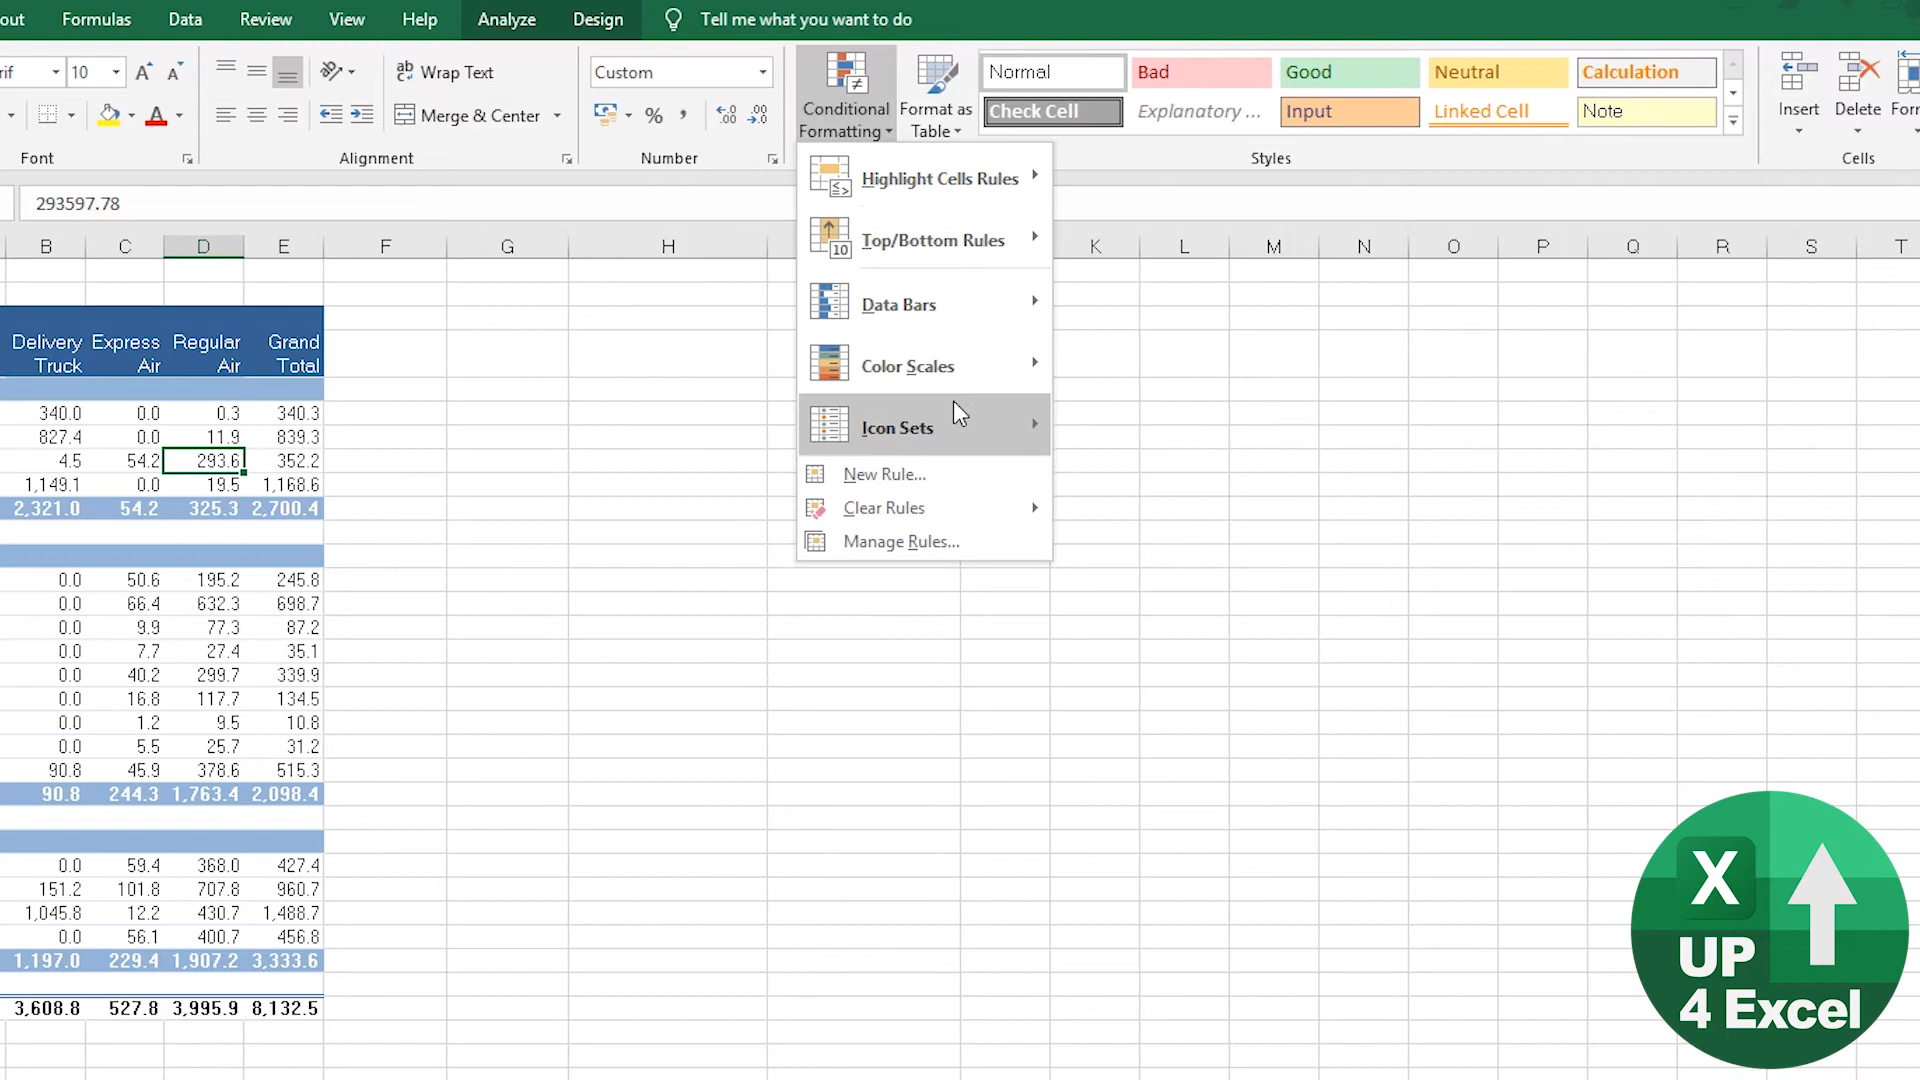 out Formulas Data Review View Help Analyze Design Tell me what you want to do
rif 10 Wrap Text Custom Conditional Formatting Format as Table Normal Bad Good Neutral Calculation
Merge & Center % Check Cell Explanatory ... Input Linked Cell Note Insert Delete Form
Font Alignment Number Styles Cells
293597.78
B C D E F G H K L M N O P Q R S T
Highlight Cells Rules
Top/Bottom Rules
Data Bars
Color Scales
Icon Sets
New Rule...
Clear Rules
Manage Rules...
Delivery Express Regular Grand
Truck Air Air Total
340.0 0.0 0.3 340.3
827.4 0.0 11.9 839.3
4.5 54.2 293.6 352.2
1,149.1 0.0 19.5 1,168.6
2,321.0 54.2 325.3 2,700.4
0.0 50.6 195.2 245.8
0.0 66.4 632.3 698.7
0.0 9.9 77.3 87.2
0.0 7.7 27.4 35.1
0.0 40.2 299.7 339.9
0.0 16.8 117.7 134.5
0.0 1.2 9.5 10.8
0.0 5.5 25.7 31.2
90.8 45.9 378.6 515.3
90.8 244.3 1,763.4 2,098.4
0.0 59.4 368.0 427.4
151.2 101.8 707.8 960.7
1,045.8 12.2 430.7 1,488.7
0.0 56.1 400.7 456.8
1,197.0 229.4 1,907.2 3,333.6
3,608.8 527.8 3,995.9 8,132.5
X
UP
4 Excel